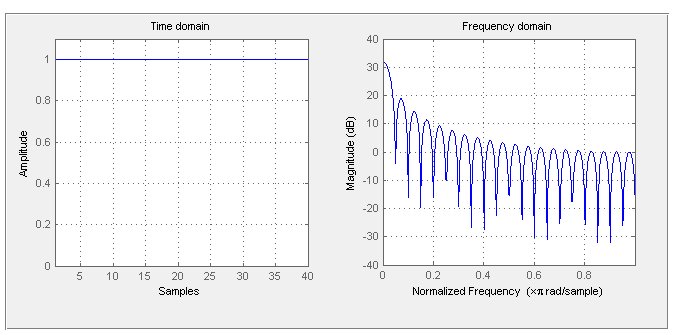 Time domain
Amplitude
1
0.8
0.6
0.4
0.2
0
5 10 15 20 25 30 35 40
Samples
Frequency domain
Magnitude (dB)
40
30
20
10
0
-10
-20
-30
-40
0 0.2 0.4 0.6 0.8
Normalized Frequency (×π rad/sample)